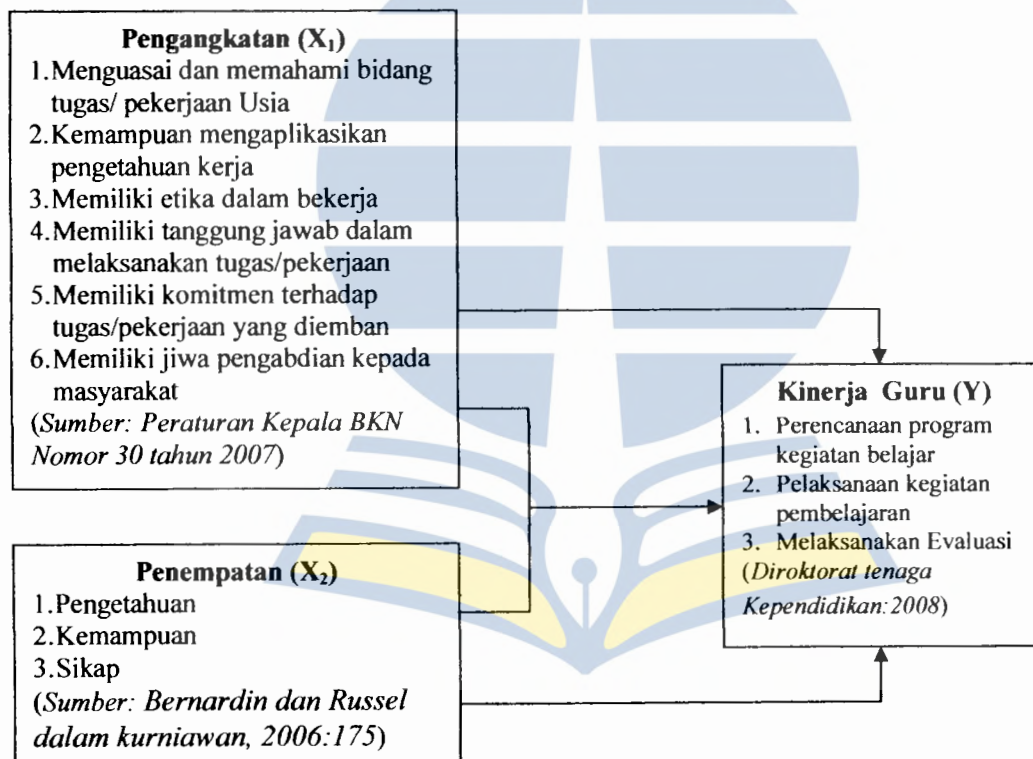 Pengangkatan (X₁)
1.Menguasai dan memahami bidang
tugas/ pekerjaan Usia
2.Kemampuan mengaplikasikan
pengetahuan kerja
3.Memiliki etika dalam bekerja
4.Memiliki tanggung jawab dalam
melaksanakan tugas/pekerjaan
5.Memiliki komitmen terhadap
tugas/pekerjaan yang diemban
6.Memiliki jiwa pengabdian kepada
masyarakat
(Sumber: Peraturan Kepala BKN
Nomor 30 tahun 2007)
Penempatan (X₂)
1.Pengetahuan
2.Kemampuan
3.Sikap
(Sumber: Bernardin dan Russel
dalam kurniawan, 2006:175)
Kinerja Guru (Y)
1. Perencanaan program
kegiatan belajar
2. Pelaksanaan kegiatan
pembelajaran
3. Melaksanakan Evaluasi
(Diroktorat tenaga
Kependidikan:2008)